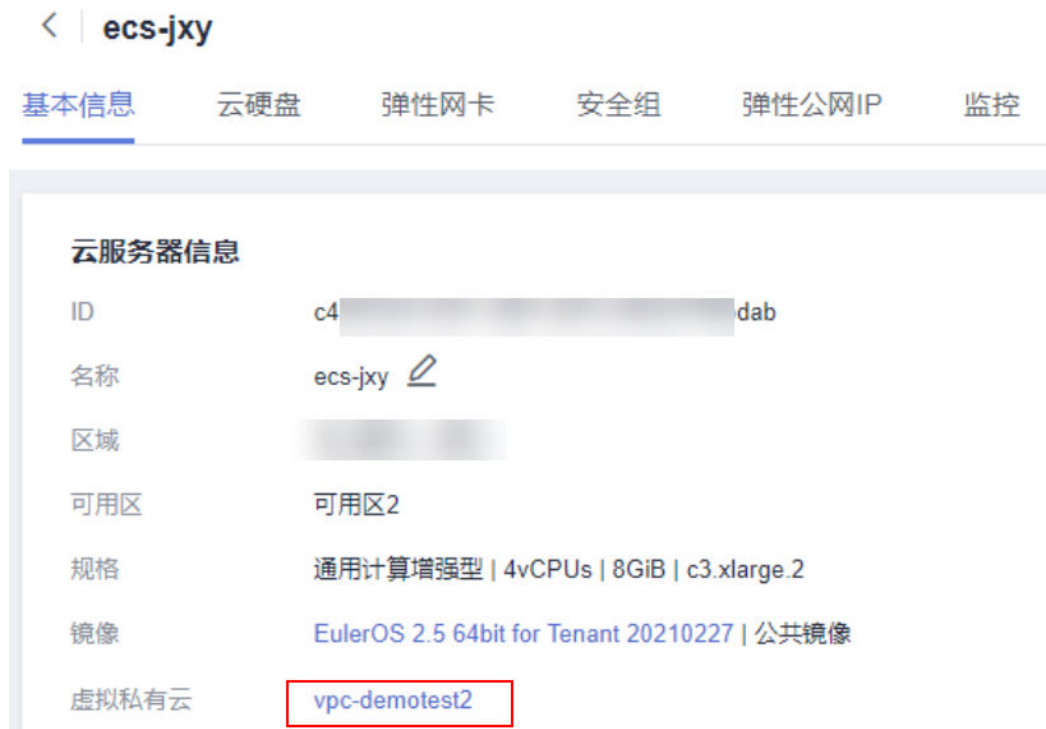 ecs-jxy
基本信息 云硬盘 弹性网卡 安全组 弹性公网IP 监控
云服务器信息
ID c4 dab
名称 ecs-jxy
区域
可用区 可用区2
规格 通用计算增强型 | 4vCPUs | 8GiB | c3.xlarge.2
镜像 EulerOS 2.5 64bit for Tenant 20210227 | 公共镜像
虚拟私有云 vpc-demotest2